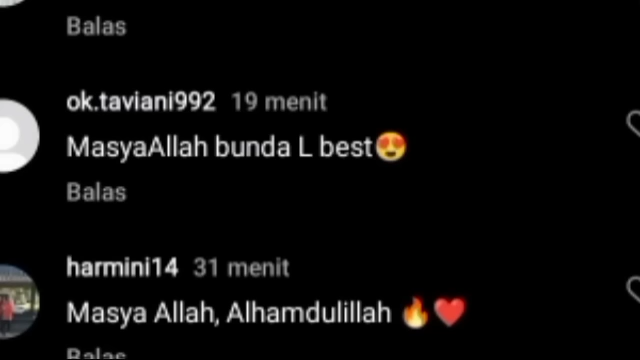 Balas
ok.taviani992 19 menit
MasyaAllah bunda L best😍
Balas
harmini14 31 menit
Masya Allah, Alhamdulillah 🔥❤️
Balas